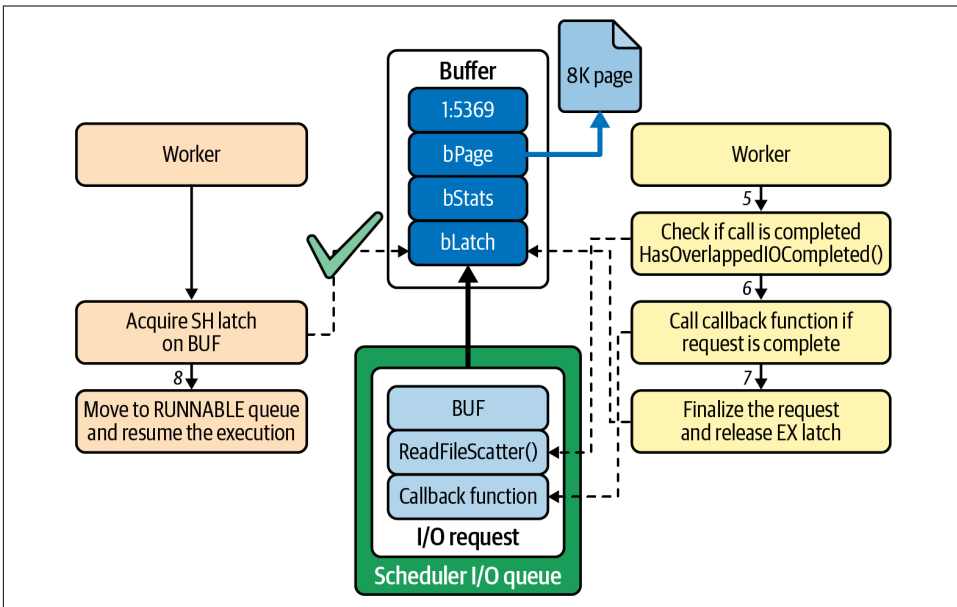 Buffer
1:5369
bPage
bStats
bLatch
8K page
Worker
Acquire SH latch
on BUF
8
Move to RUNNABLE queue
and resume the execution
Worker
5
Check if call is completed
HasOverlappedIOCompleted()
6
Call callback function if
request is complete
7
Finalize the request
and release EX latch
BUF
ReadFileScatter()
Callback function
I/O request
Scheduler I/O queue